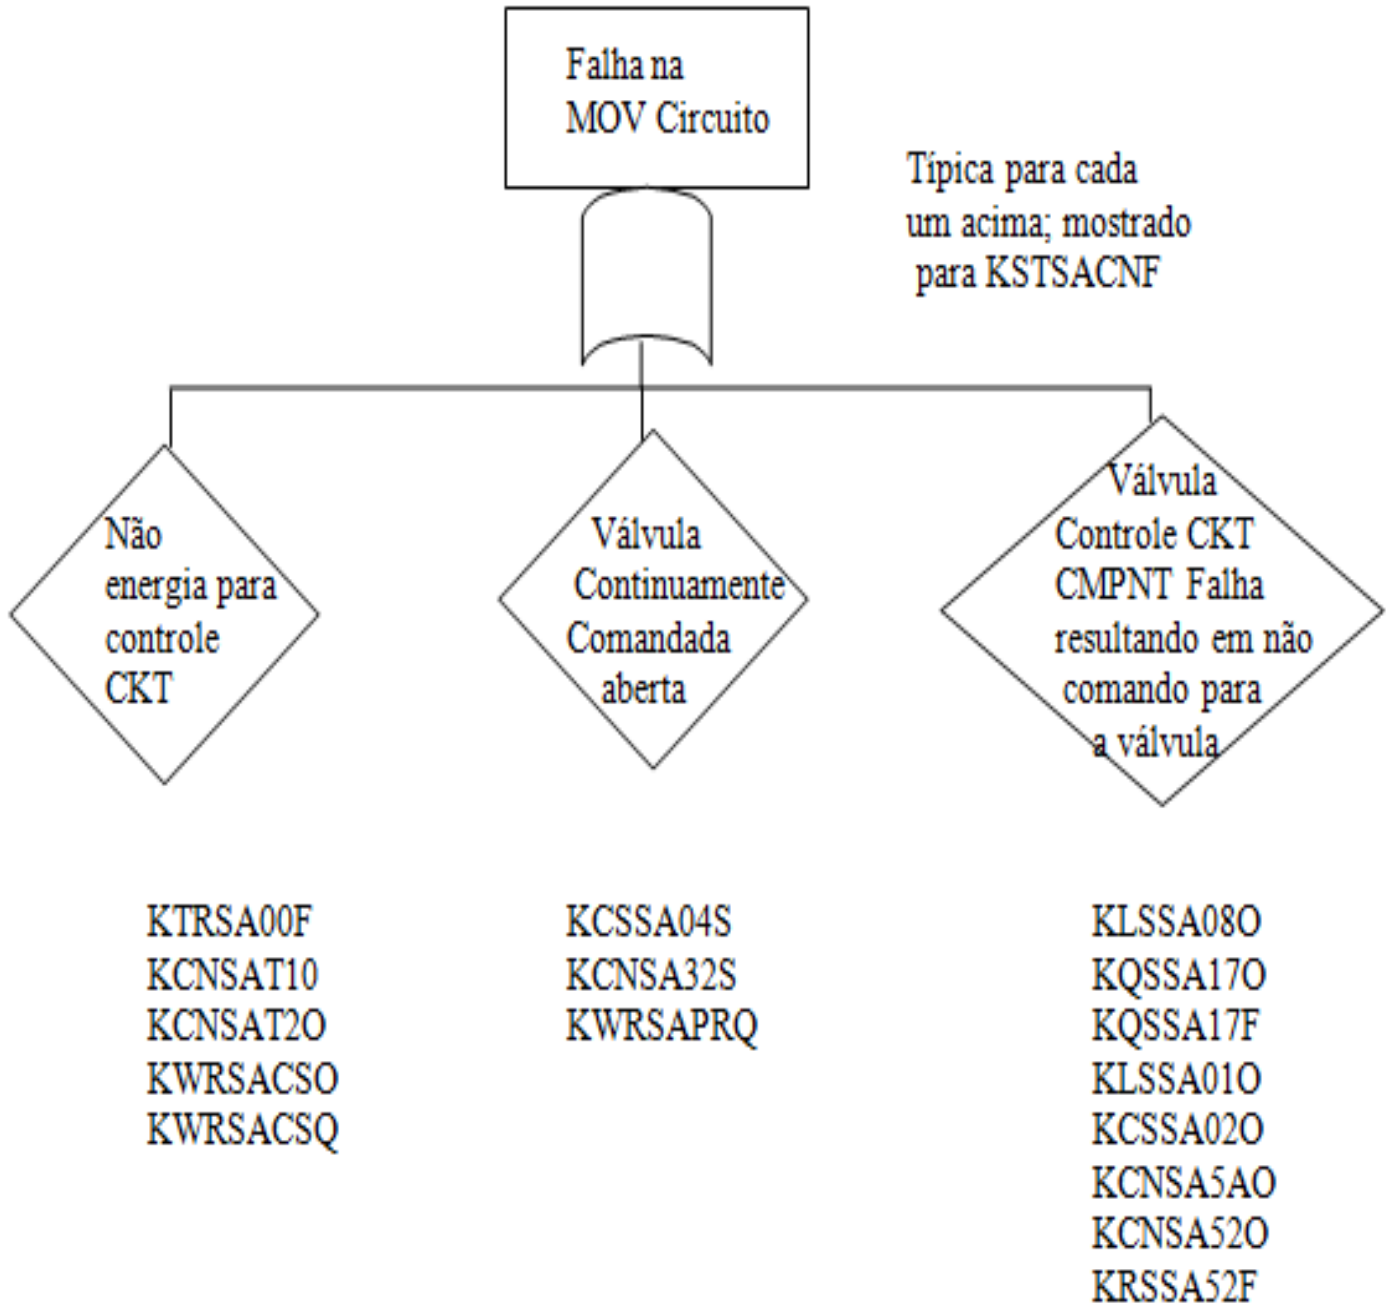 Falha na
MOV Circuito
Típica para cada
um acima; mostrado
para KSTSACNF
Não
energia para
controle
CKT
Válvula
Continuamente
Comandada
aberta
Válvula
Controle CKT
CMPNT Falha
resultando em não
comando para
a válvula
KTRSA00F
KCNSAT10
KCNSAT2O
KWRSACSO
KWRSACSQ
KCSSA04S
KCNSA32S
KWRSAPRQ
KLSSA08O
KQSSA17O
KQSSA17F
KLSSA01O
KCSSA02O
KCNSA5AO
KCNSA52O
KRSSA52F